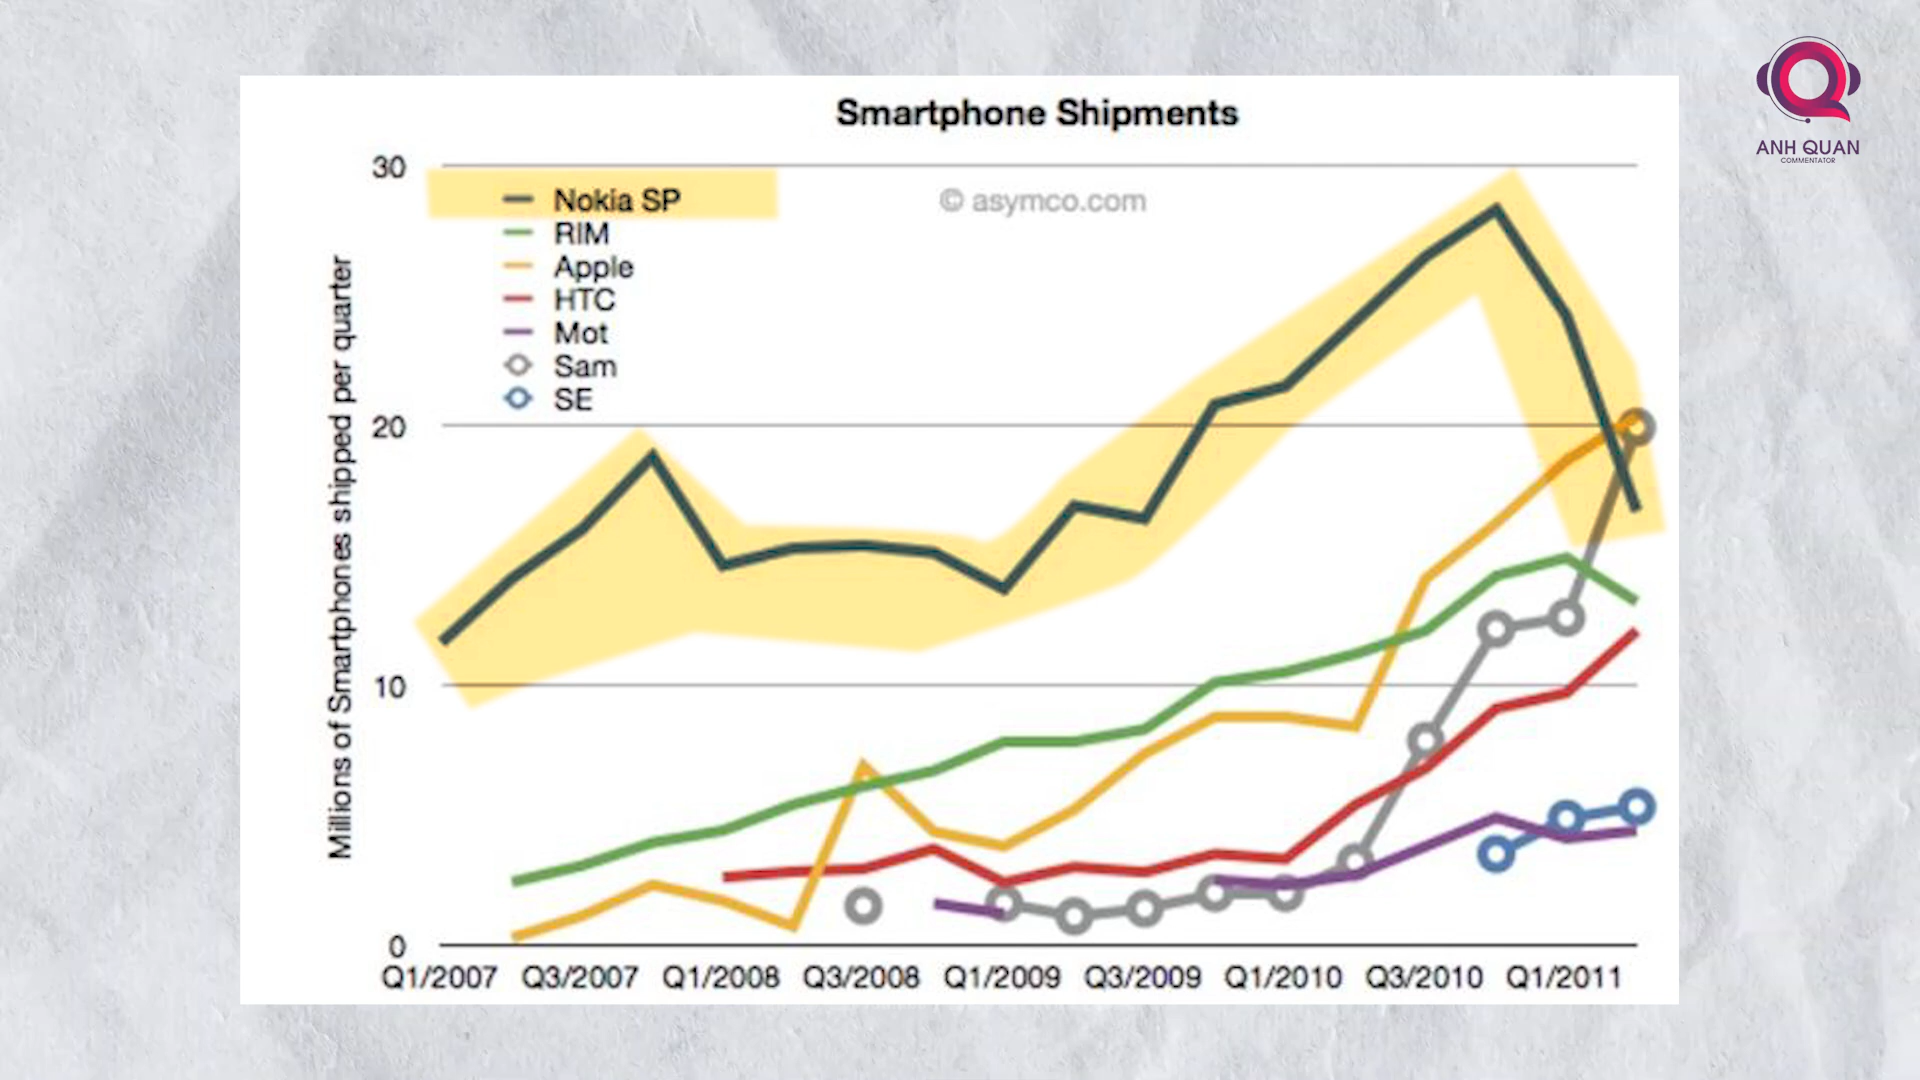 Smartphone Shipments
© asymco.com
Nokia SP
RIM
Apple
HTC
Mot
Sam
SE
Millions of Smartphones shipped per quarter
30
20
10
0
Q1/2007 Q3/2007 Q1/2008 Q3/2008 Q1/2009 Q3/2009 Q1/2010 Q3/2010 Q1/2011
ANH QUAN
COMMENTATOR